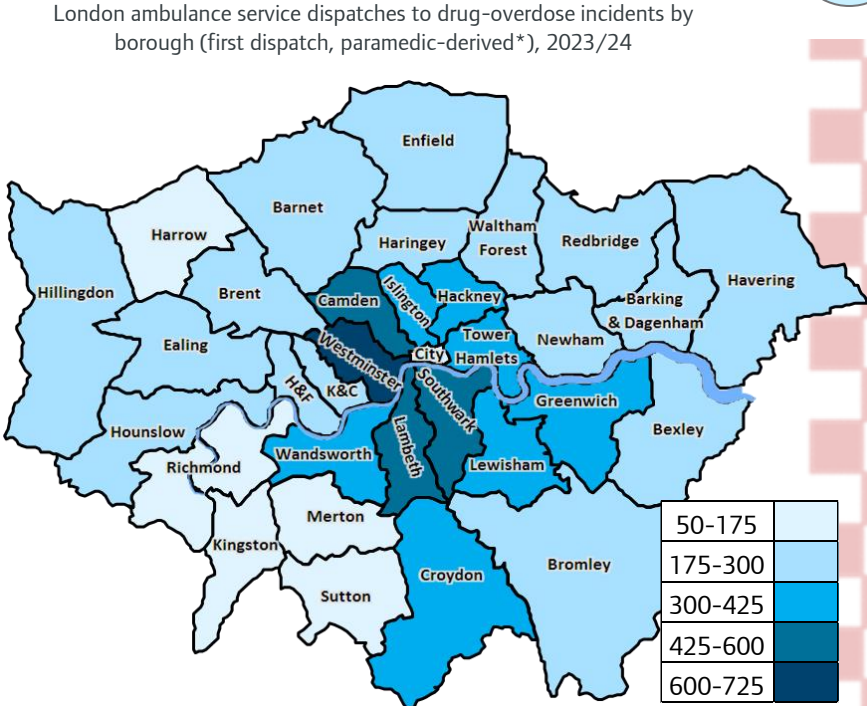 London ambulance service dispatches to drug-overdose incidents by
borough (first dispatch, paramedic-derived*), 2023/24
Enfield
Barnet
Harrow
Haringey
Waltham
Forest
Redbridge
Havering
Hillingdon
Brent
Camden
Islington
Hackney
Barking
& Dagenham
Ealing
Westminster
City
Tower
Hamlets
Newham
H&F
K&C
Southwark
Greenwich
Hounslow
Bexley
Richmond
Wandsworth
Lambeth
Lewisham
Merton
Kingston
Croydon
Bromley
Sutton
50-175
175-300
300-425
425-600
600-725